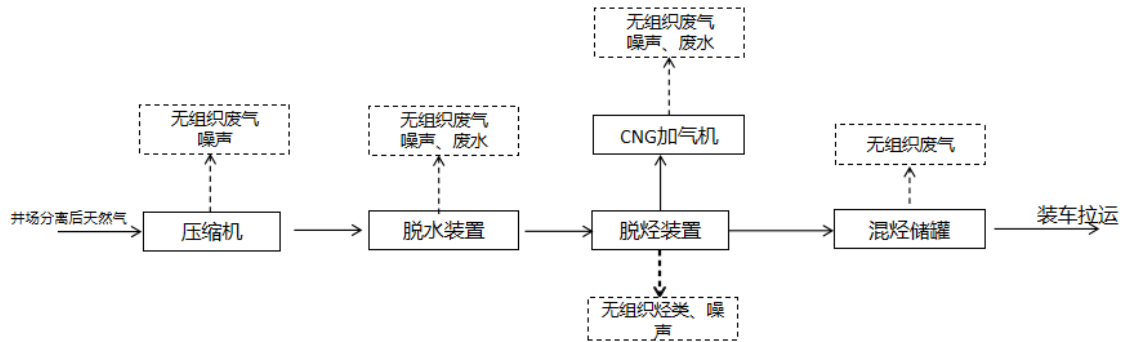 无组织废气
噪声、废水
无组织废气
噪声
无组织废气
噪声、废水
CNG加气机
无组织废气
井场分离后天然气
压缩机
脱水装置
脱烃装置
混烃储罐
装车拉运
无组织烃类、噪
声